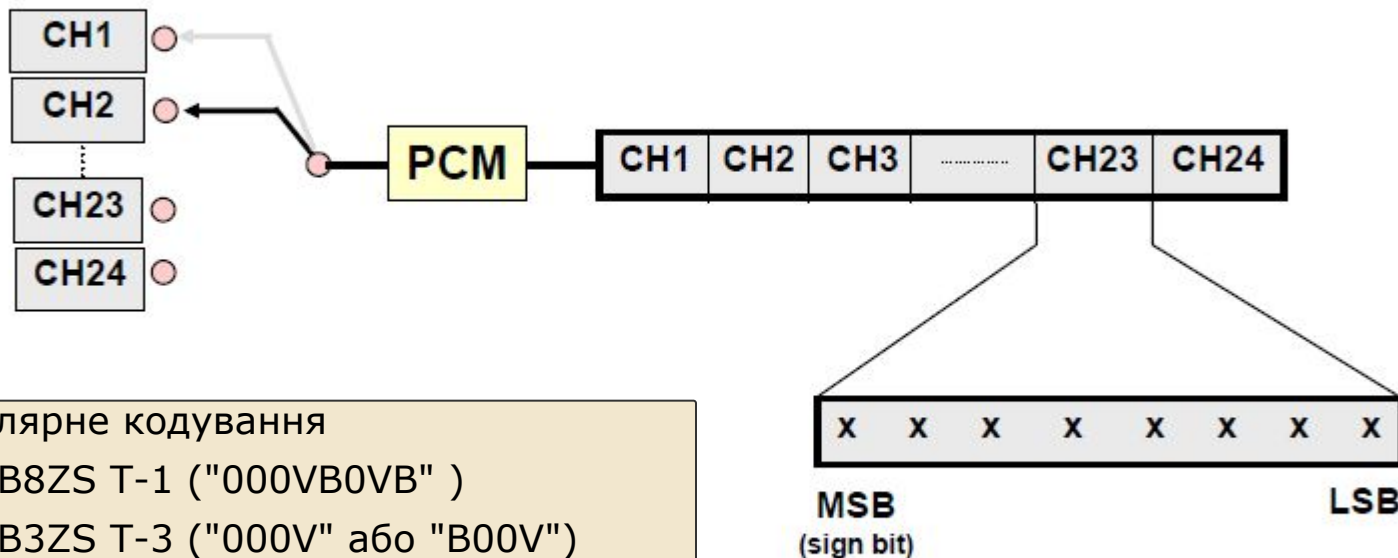 CH1
CH2
CH23
CH24
PCM
CH1 CH2 CH3 ............... CH23 CH24
x x x x x x x x
MSB LSB
(sign bit)
лярне кодування
B8ZS T-1 ("000VB0VB" )
B3ZS T-3 ("000V" або "B00V")